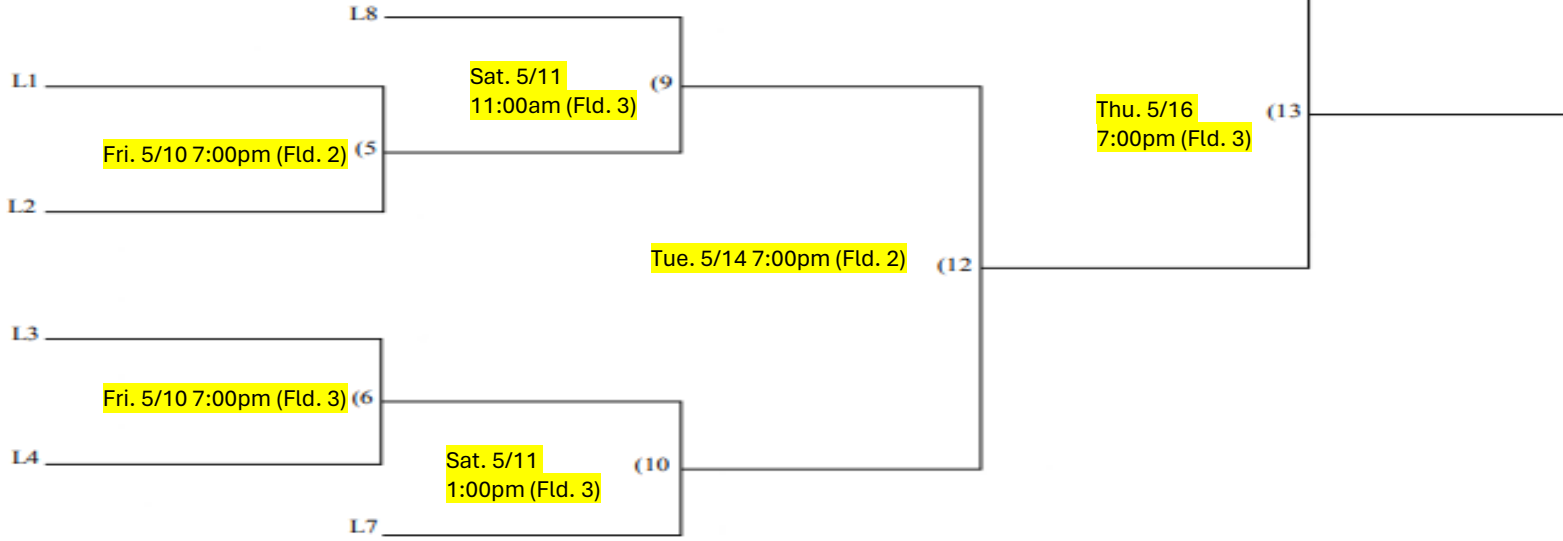 L8
L1
Sat. 5/11
11:00am (Fld. 3)
(9
Thu. 5/16
7:00pm (Fld. 3)
(13
Fri. 5/10 7:00pm (Fld. 2)
(5
L2
Tue. 5/14 7:00pm (Fld. 2)
(12
L3
Fri. 5/10 7:00pm (Fld. 3)
(6
L4
Sat. 5/11
1:00pm (Fld. 3)
(10
L7